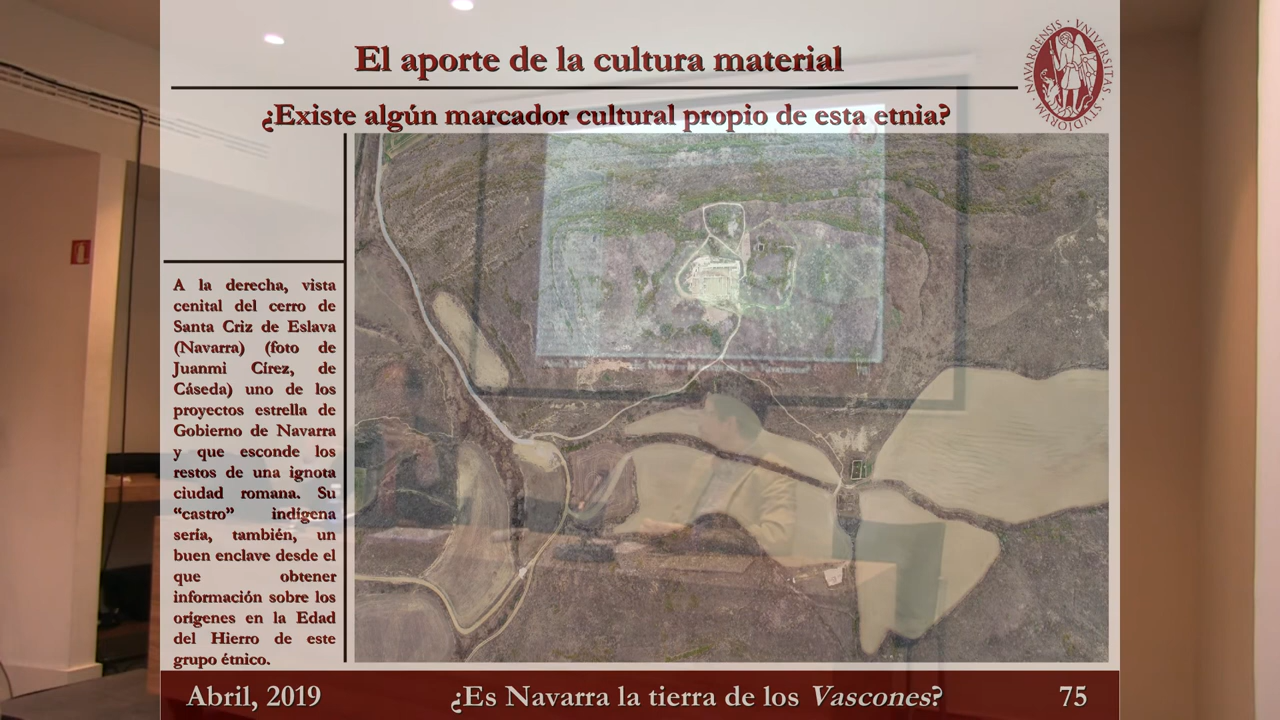 El aporte de la cultura material
¿Existe algún marcador cultural propio de esta etnia?
NAVARRENSIS · VNIVERSITAS · STVDIORVM
A la derecha, vista
cenital del cerro de
Santa Criz de Eslava
(Navarra) (foto de
Juanmi Círez, de
Cáseda) uno de los
proyectos estrella de
Gobierno de Navarra
y que esconde los
restos de una ignota
ciudad romana. Su
“castro” indígena
sería, también, un
buen enclave desde el
que obtener
información sobre los
orígenes en la Edad
del Hierro de este
grupo étnico.
Abril, 2019
¿Es Navarra la tierra de los Vascones?
75